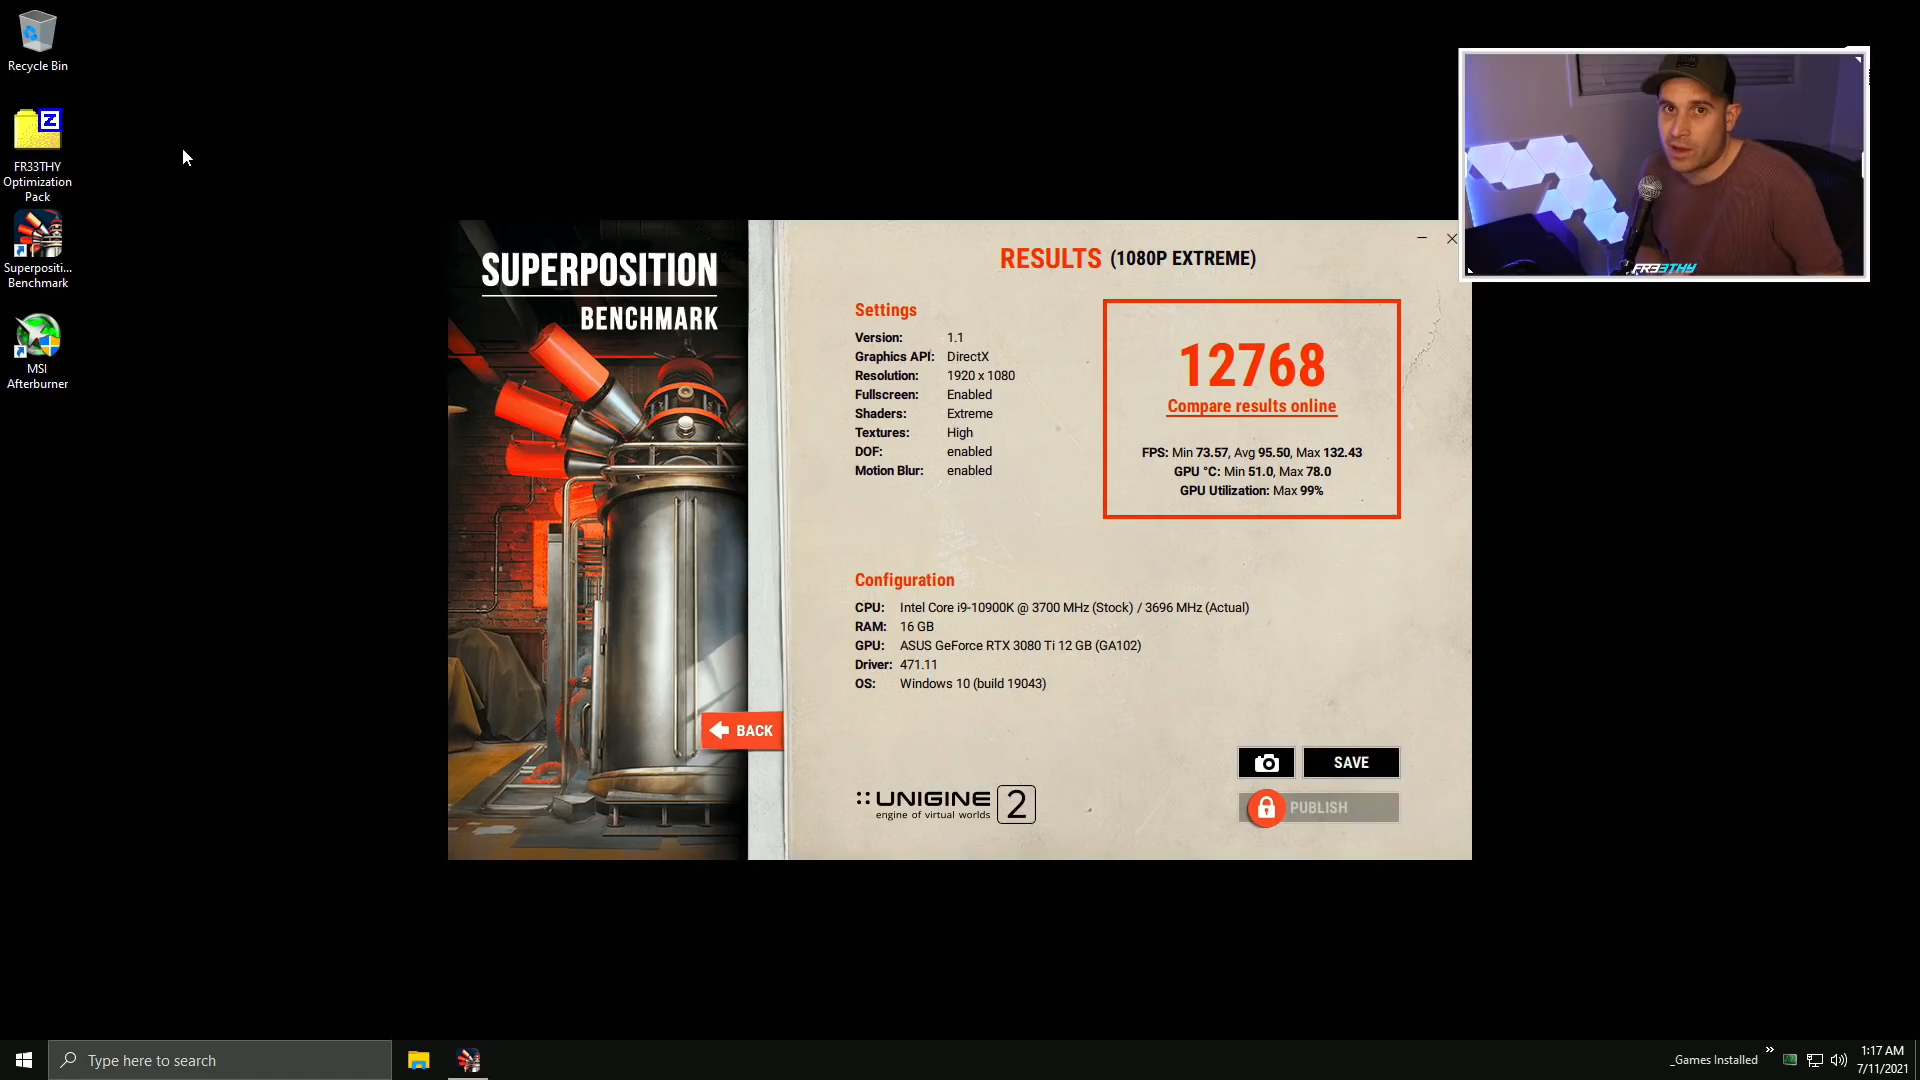 Recycle Bin
FR33THY
Optimization
Pack
Superpositi...
Benchmark
MSI
Afterburner
SUPERPOSITION
BENCHMARK
BACK
RESULTS (1080P EXTREME)
Settings
Version: 1.1
Graphics API: DirectX
Resolution: 1920 x 1080
Fullscreen: Enabled
Shaders: Extreme
Textures: High
DOF: enabled
Motion Blur: enabled
12768
Compare results online
FPS: Min 73.57, Avg 95.50, Max 132.43
GPU °C: Min 51.0, Max 78.0
GPU Utilization: Max 99%
Configuration
CPU: Intel Core i9-10900K @ 3700 MHz (Stock) / 3696 MHz (Actual)
RAM: 16 GB
GPU: ASUS GeForce RTX 3080 Ti 12 GB (GA102)
Driver: 471.11
OS: Windows 10 (build 19043)
SAVE
PUBLISH
UNIGINE 2
engine of virtual worlds
FR33THY
Type here to search
_Games Installed
1:17 AM
7/11/2021